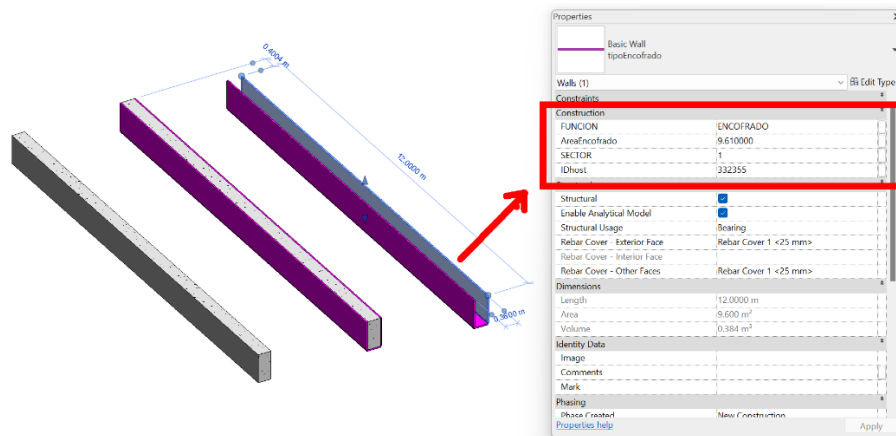 0.4004 m
12.0000 m
0.3600 m
Properties
Basic Wall
tipoEncofrado
Walls (1)
Edit Type
Constraints
Construction
FUNCION ENCOFRADO
AreaEncofrado 9.610000
SECTOR 1
IDhost 332355
Structural
Enable Analytical Model
Structural Usage Bearing
Rebar Cover - Exterior Face Rebar Cover 1 <25 mm>
Rebar Cover - Interior Face
Rebar Cover - Other Faces Rebar Cover 1 <25 mm>
Dimensions
Length 12.0000 m
Area 9.600 m²
Volume 0.384 m³
Identity Data
Image
Comments
Mark
Phasing
Phase Created New Construction
Properties help
Apply